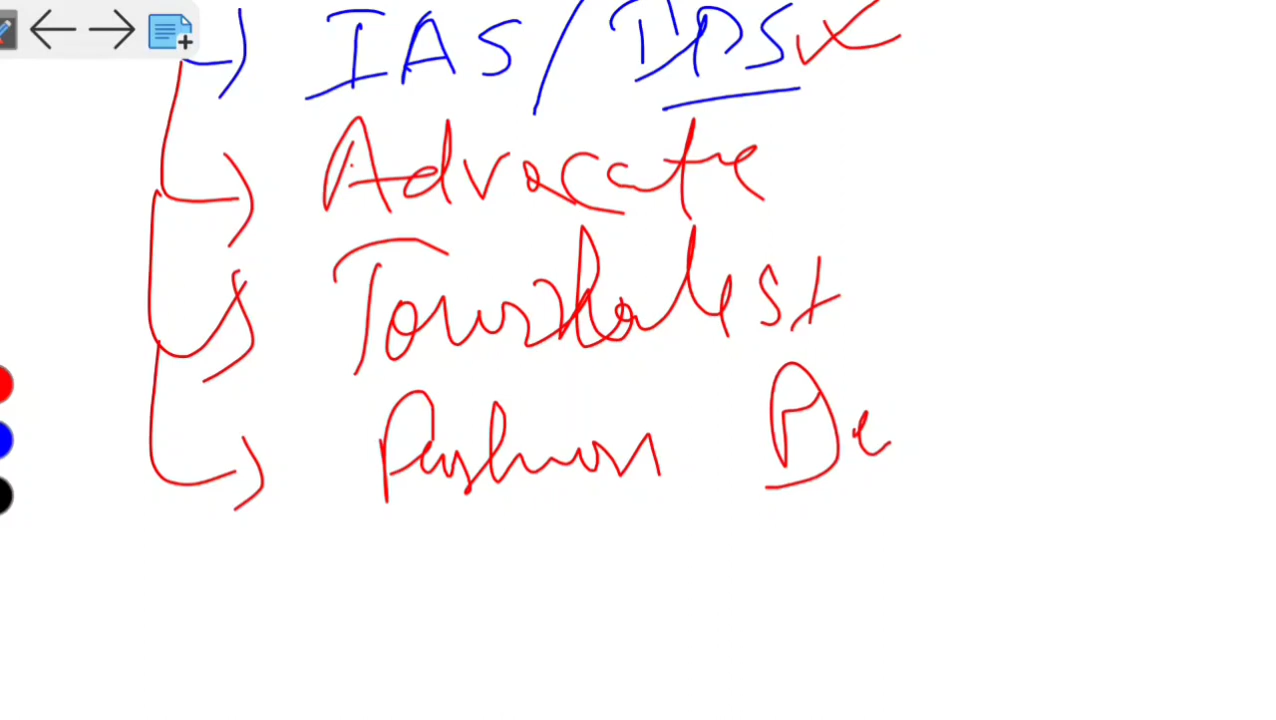 → IAS/IPS
→ Advocate
→ Journalist
→ Fashion De